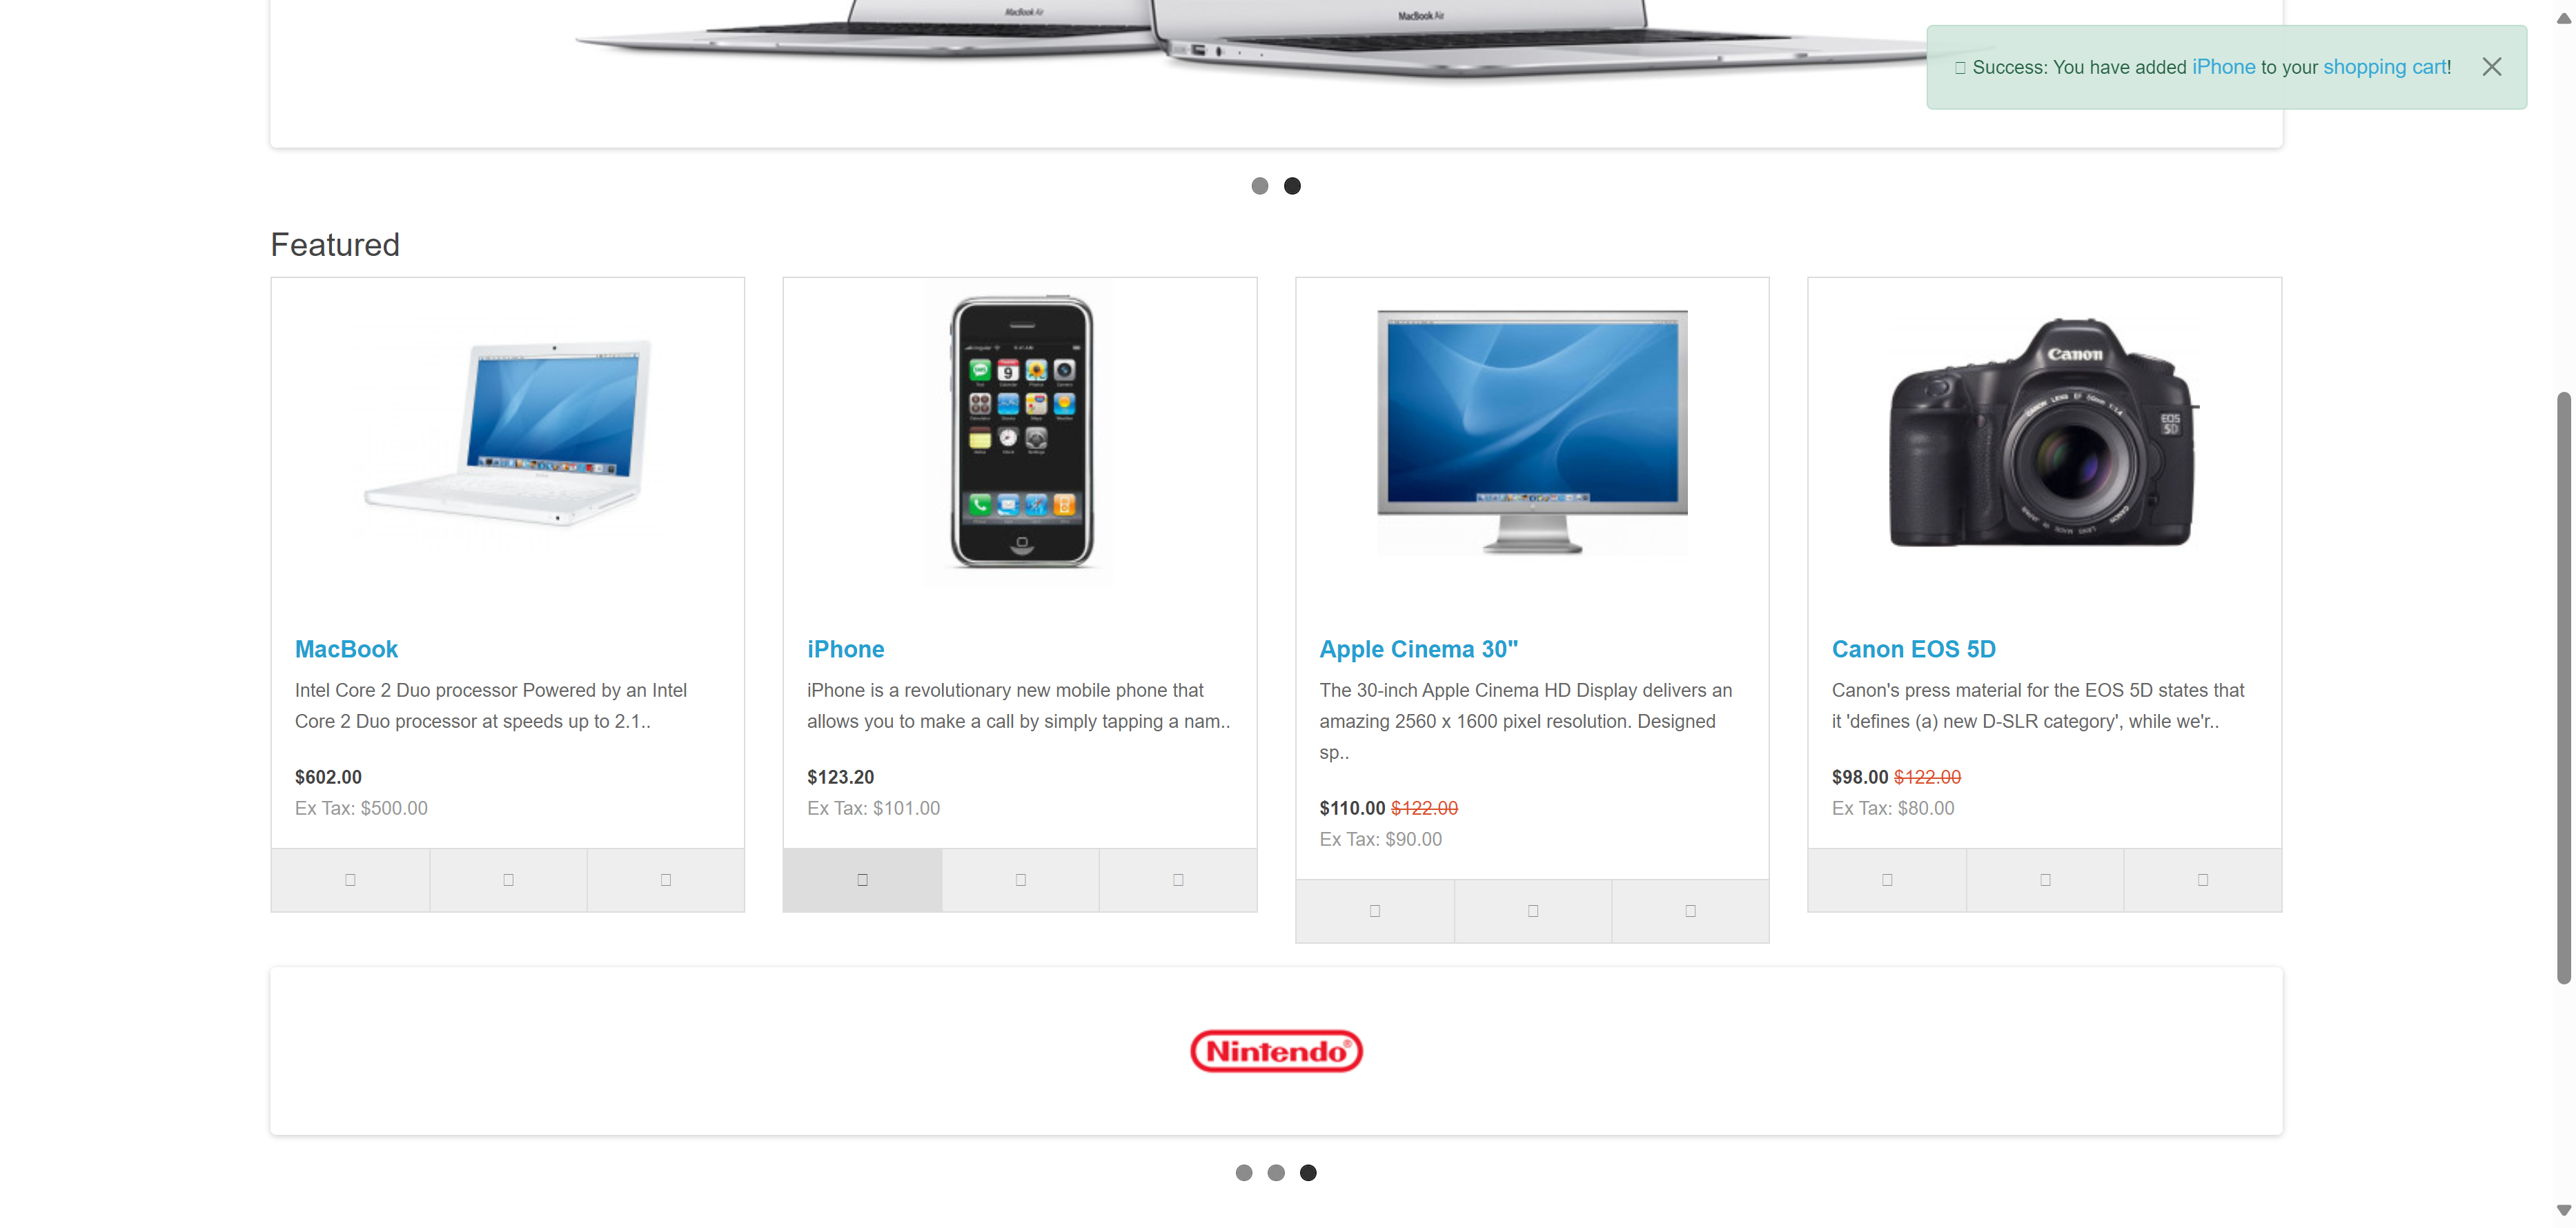 MacBook Air
MacBook Air
Success: You have added iPhone to your shopping cart!
Featured
Canon
EOS
5D
MacBook
Intel Core 2 Duo processor Powered by an Intel
Core 2 Duo processor at speeds up to 2.1..
$602.00
Ex Tax: $500.00
iPhone
iPhone is a revolutionary new mobile phone that
allows you to make a call by simply tapping a nam..
$123.20
Ex Tax: $101.00
Apple Cinema 30"
The 30-inch Apple Cinema HD Display delivers an
amazing 2560 x 1600 pixel resolution. Designed
sp..
$110.00 $122.00
Ex Tax: $90.00
Canon EOS 5D
Canon's press material for the EOS 5D states that
it 'defines (a) new D-SLR category', while we'r..
$98.00 $122.00
Ex Tax: $80.00
Nintendo®